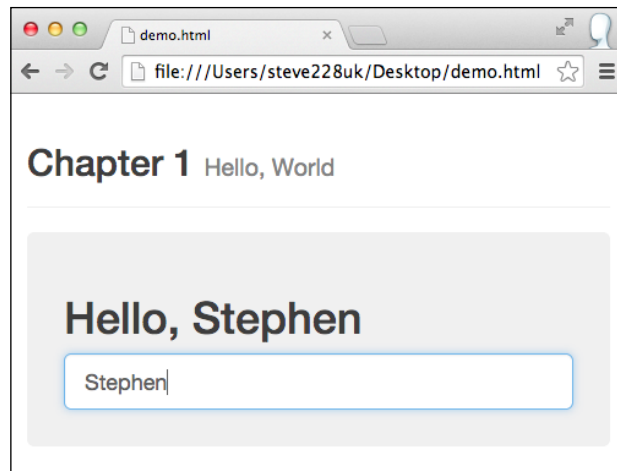 demo.html
file:///Users/steve228uk/Desktop/demo.html
Chapter 1 Hello, World
Hello, Stephen
Stephen